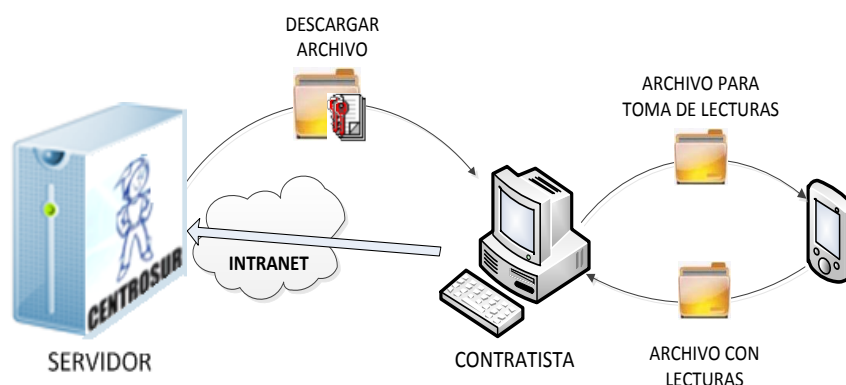 DESCARGAR
ARCHIVO
ARCHIVO PARA
TOMA DE LECTURAS
CENTROSUR
INTRANET
SERVIDOR
CONTRATISTA
ARCHIVO CON
LECTURAS